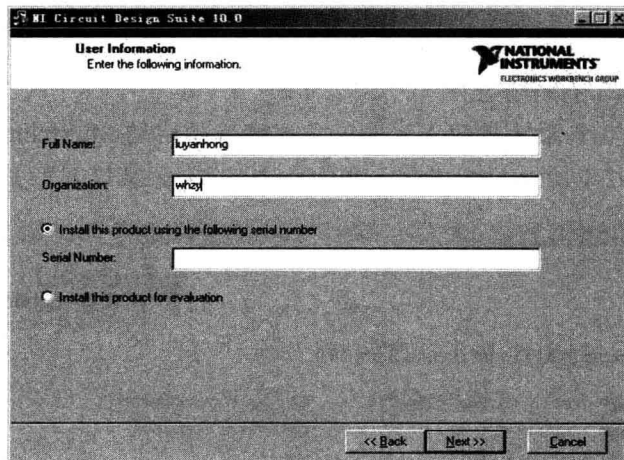 NI Circuit Design Suite 10.0
User Information
Enter the following information.
NATIONAL
INSTRUMENTS
ELECTRONICS WORKBENCH GROUP
Full Name:
luyanhong
Organization:
whzy
Install this product using the following serial number
Serial Number:
Install this product for evaluation
<< Back
Next >>
Cancel